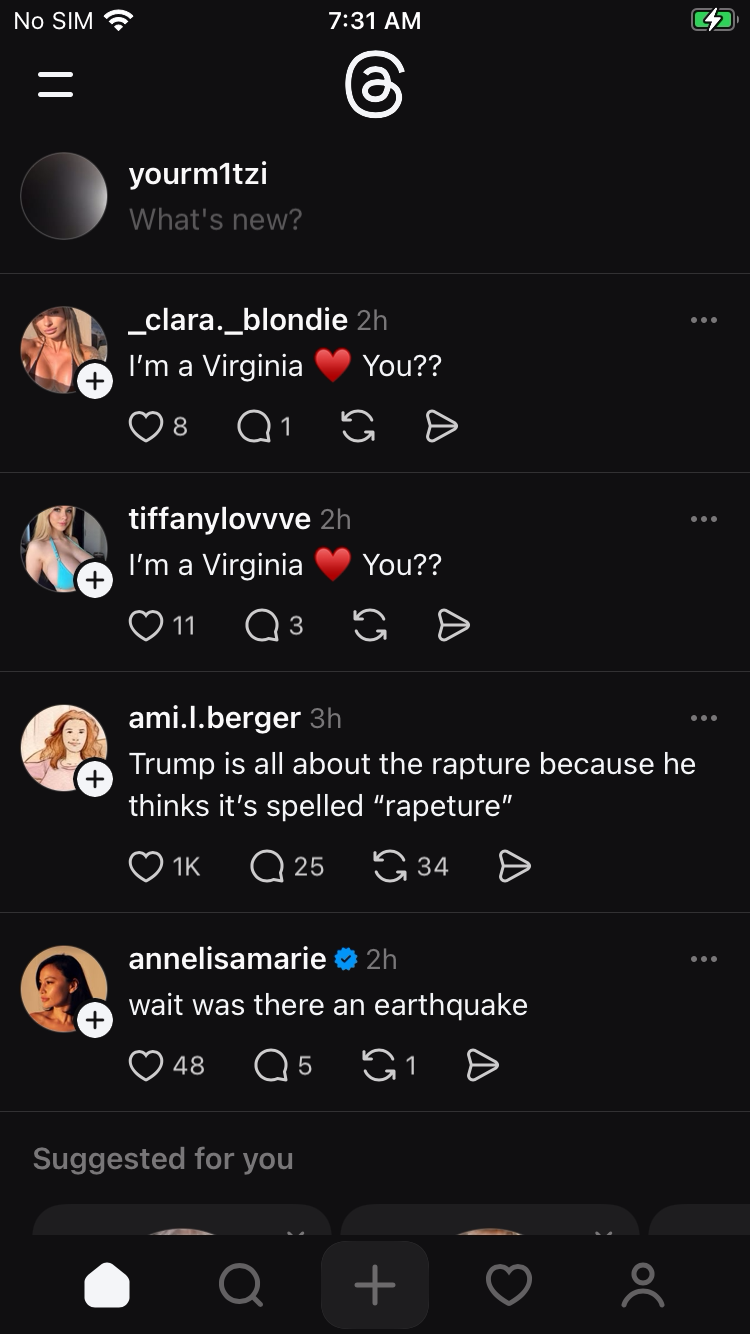 No SIM 7:31 AM
yourm1tzi
What's new?
_clara._blondie 2h
I’m a Virginia ♥️ You??
8 1
tiffanylovvve 2h
I’m a Virginia ♥️ You??
11 3
ami.l.berger 3h
Trump is all about the rapture because he
thinks it’s spelled “rapeture”
1K 25 34
annelisamarie 2h
wait was there an earthquake
48 5 1
Suggested for you